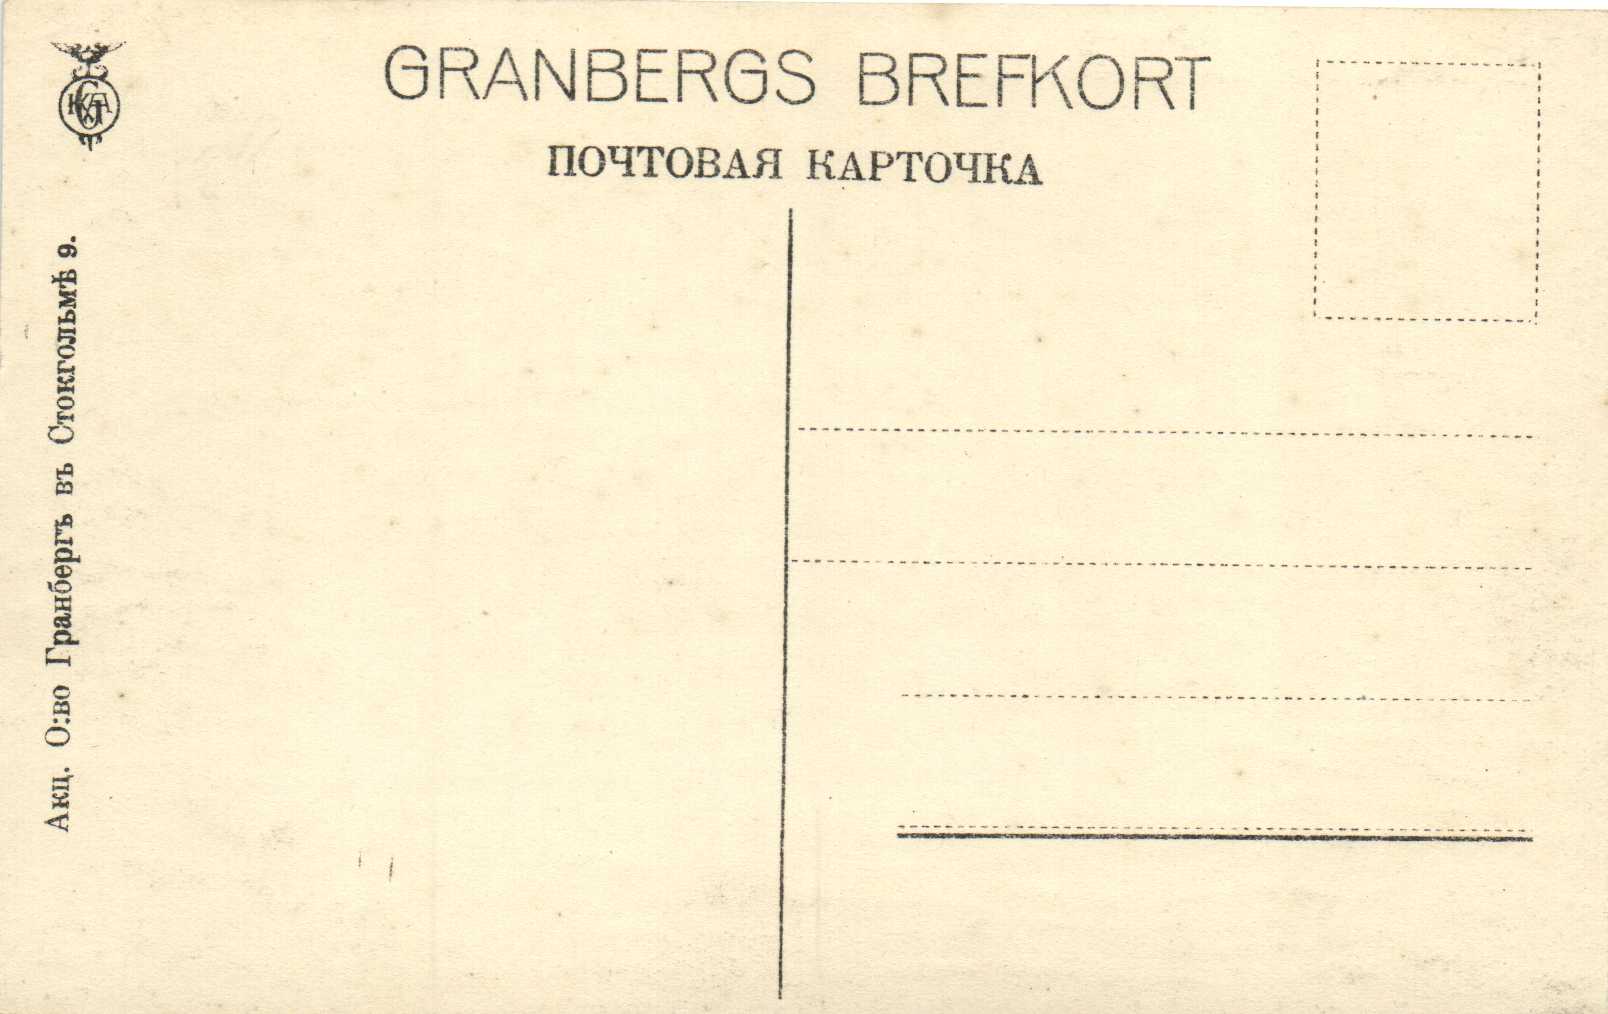 GRANBERGS BREFKORT
ПОЧТОВАЯ КАРТОЧКА
Акц. О:во Гранбергъ въ Стокгольмѣ 9.